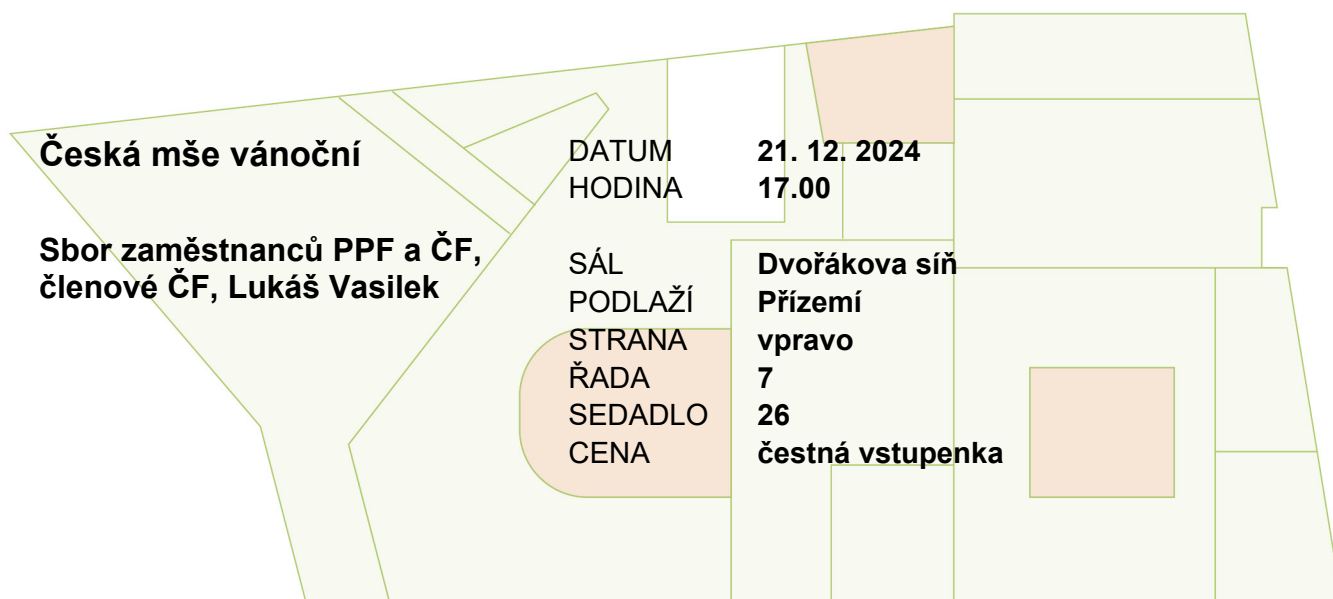 Česká mše vánoční
Sbor zaměstnanců PPF a ČF,
členové ČF, Lukáš Vasilek
DATUM 21. 12. 2024
HODINA 17.00
SÁL Dvořákova síň
PODLAŽÍ Přízemí
STRANA vpravo
ŘADA 7
SEDADLO 26
CENA čestná vstupenka